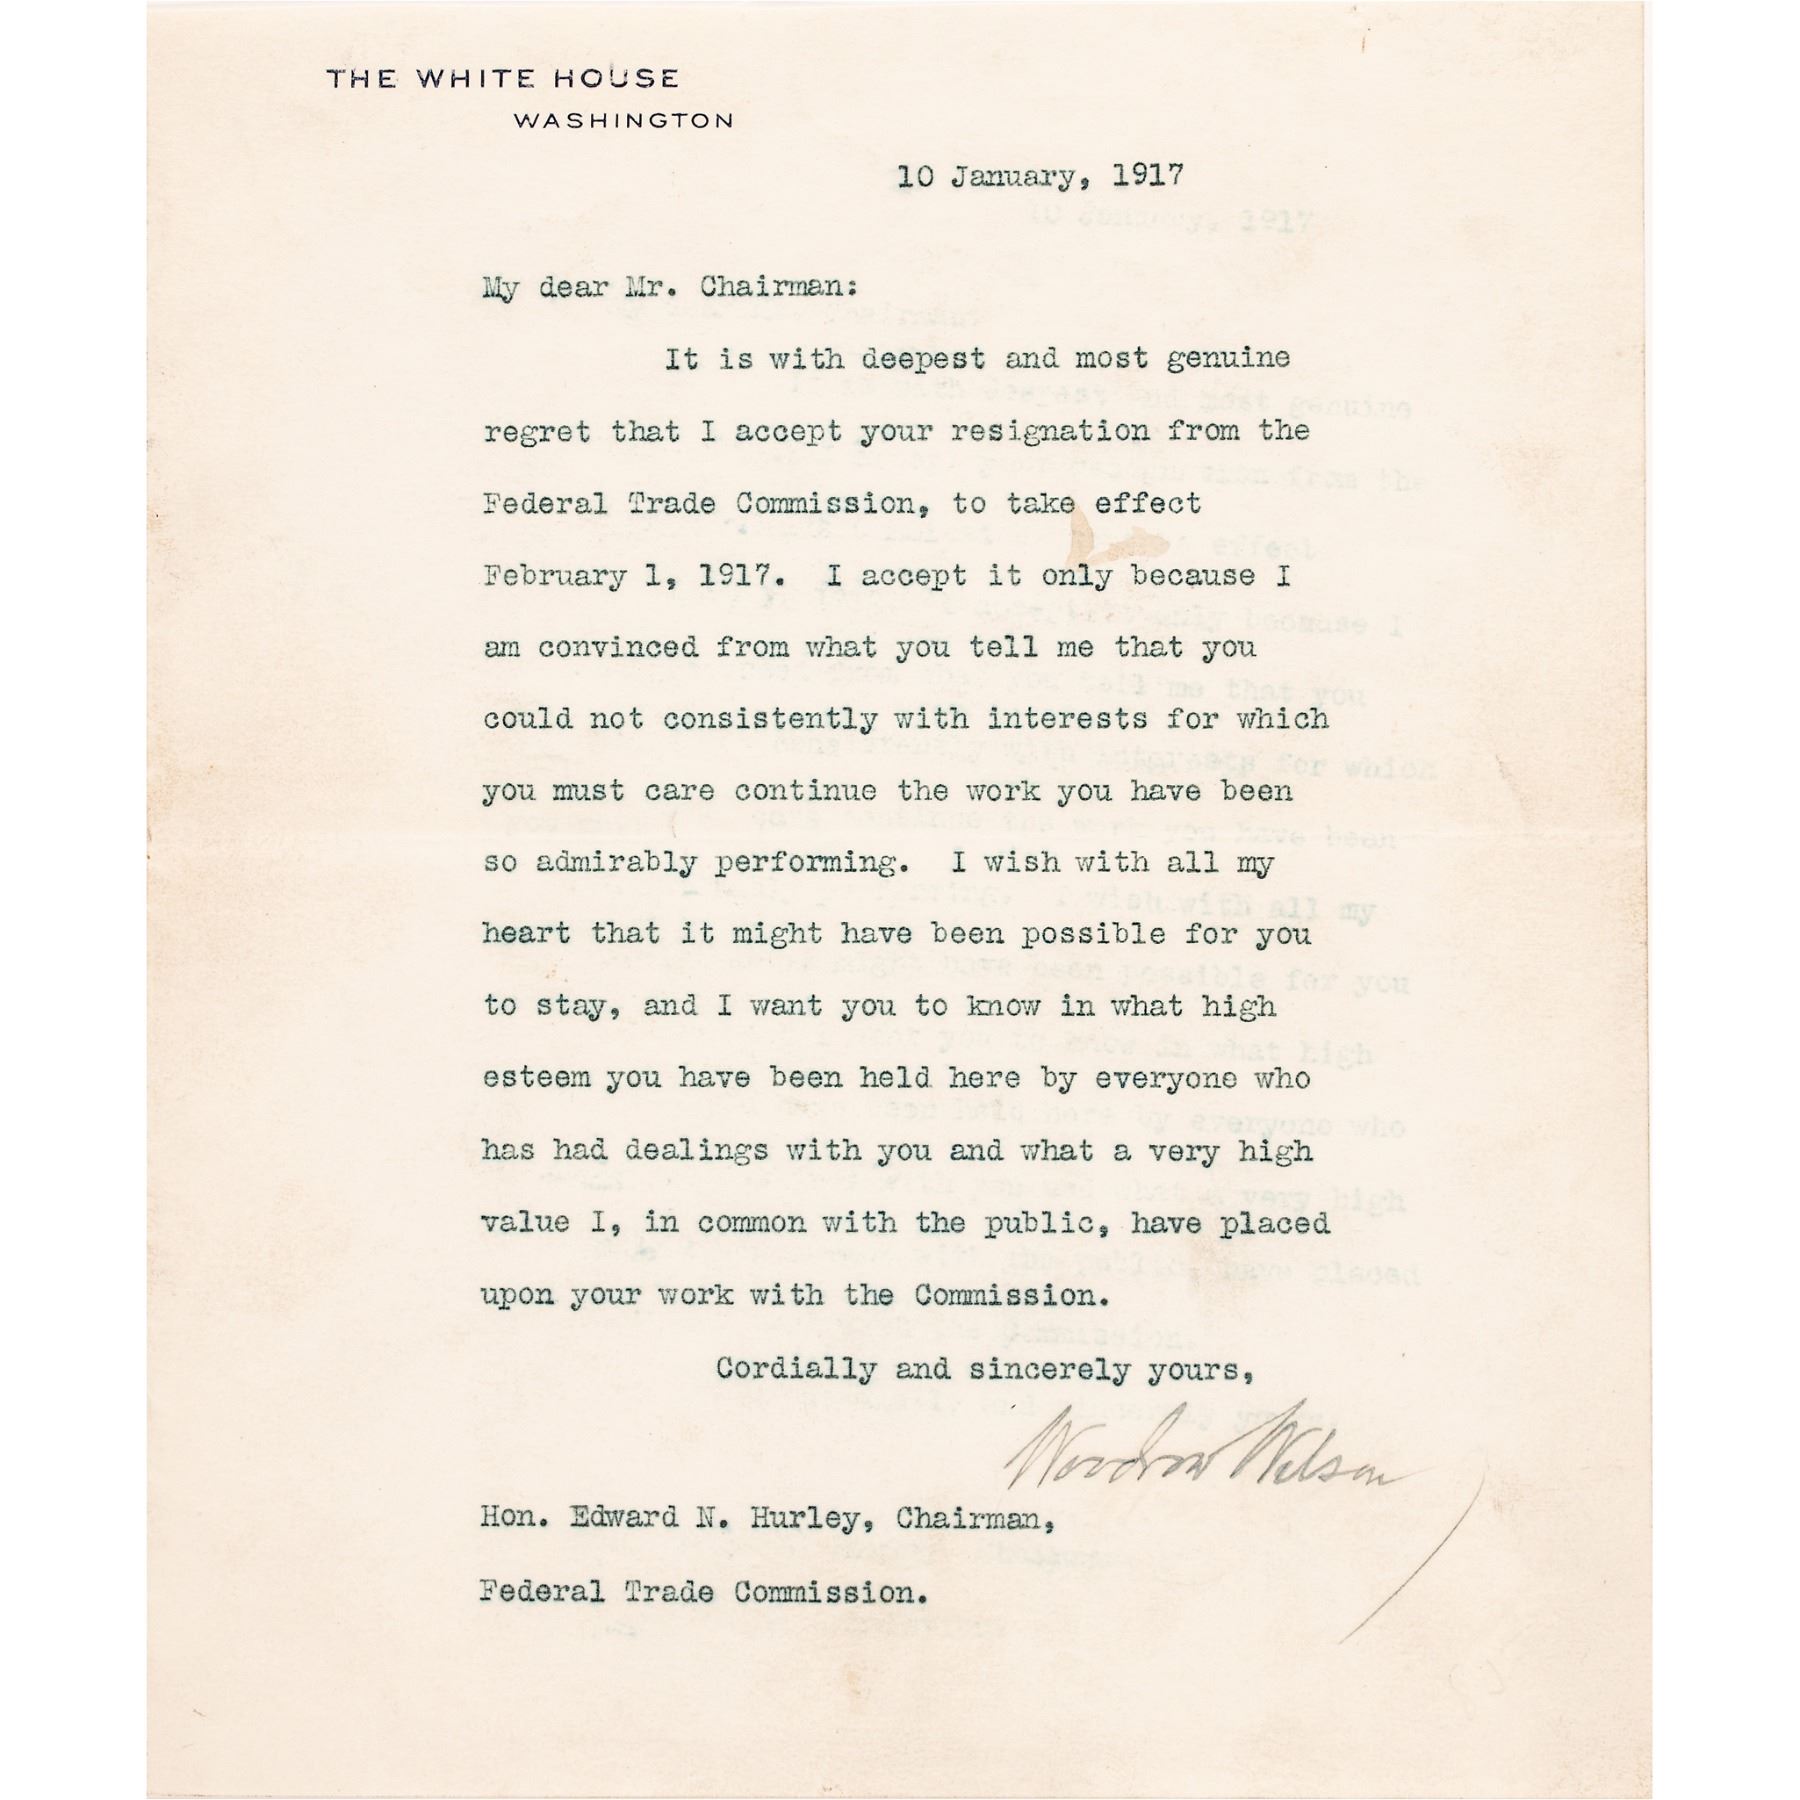 THE WHITE HOUSE
WASHINGTON
10 January, 1917
My dear Mr. Chairman:
It is with deepest and most genuine
regret that I accept your resignation from the
Federal Trade Commission, to take effect
February 1, 1917. I accept it only because I
am convinced from what you tell me that you
could not consistently with interests for which
you must care continue the work you have been
so admirably performing. I wish with all my
heart that it might have been possible for you
to stay, and I want you to know in what high
esteem you have been held here by everyone who
has had dealings with you and what a very high
value I, in common with the public, have placed
upon your work with the Commission.
Cordially and sincerely yours,
Woodrow Wilson
Hon. Edward N. Hurley, Chairman,
Federal Trade Commission.